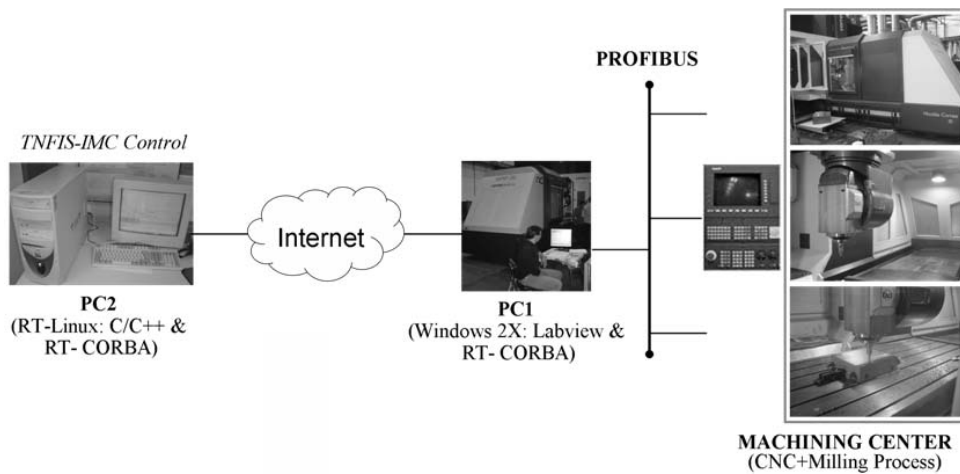 PROFIBUS
TNFIS-IMC Control
Internet
PC2
(RT-Linux: C/C++ &
RT- CORBA)
PC1
(Windows 2X: Labview &
RT- CORBA)
MACHINING CENTER
(CNC+Milling Process)